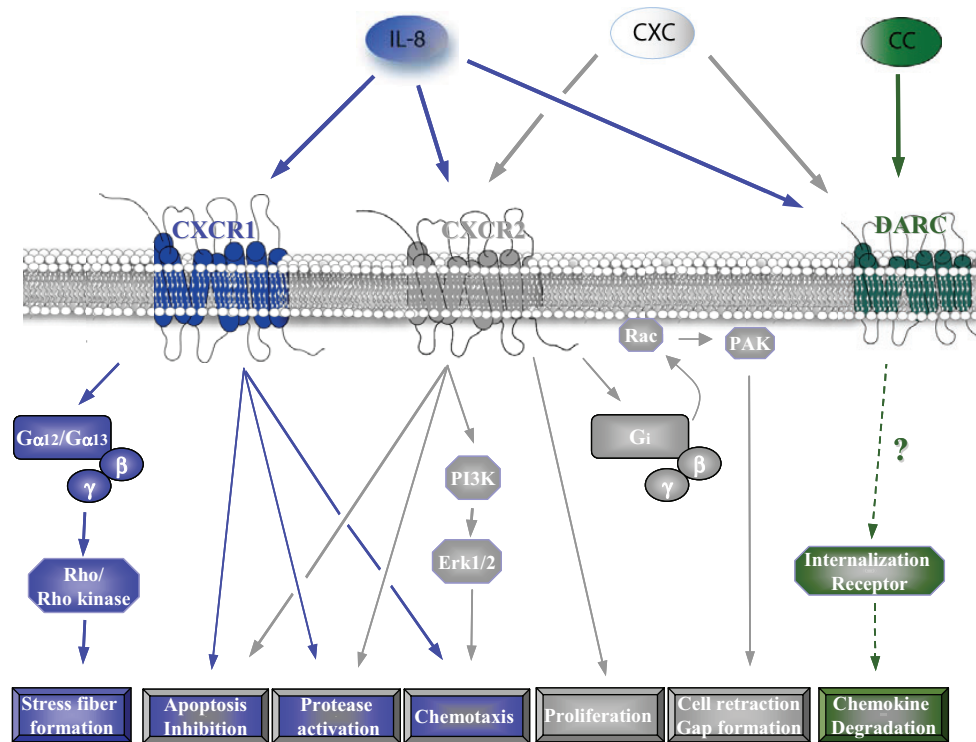 IL-8
CXC
CC
CXCR1
CXCR2
DARC
Rac
PAK
Gα12/Gα13
β
γ
Gi
β
γ
?
PI3K
Erk1/2
Rho/
Rho kinase
Internalization
Receptor
Stress fiber
formation
Apoptosis
Inhibition
Protease
activation
Chemotaxis
Proliferation
Cell retraction
Gap formation
Chemokine
Degradation